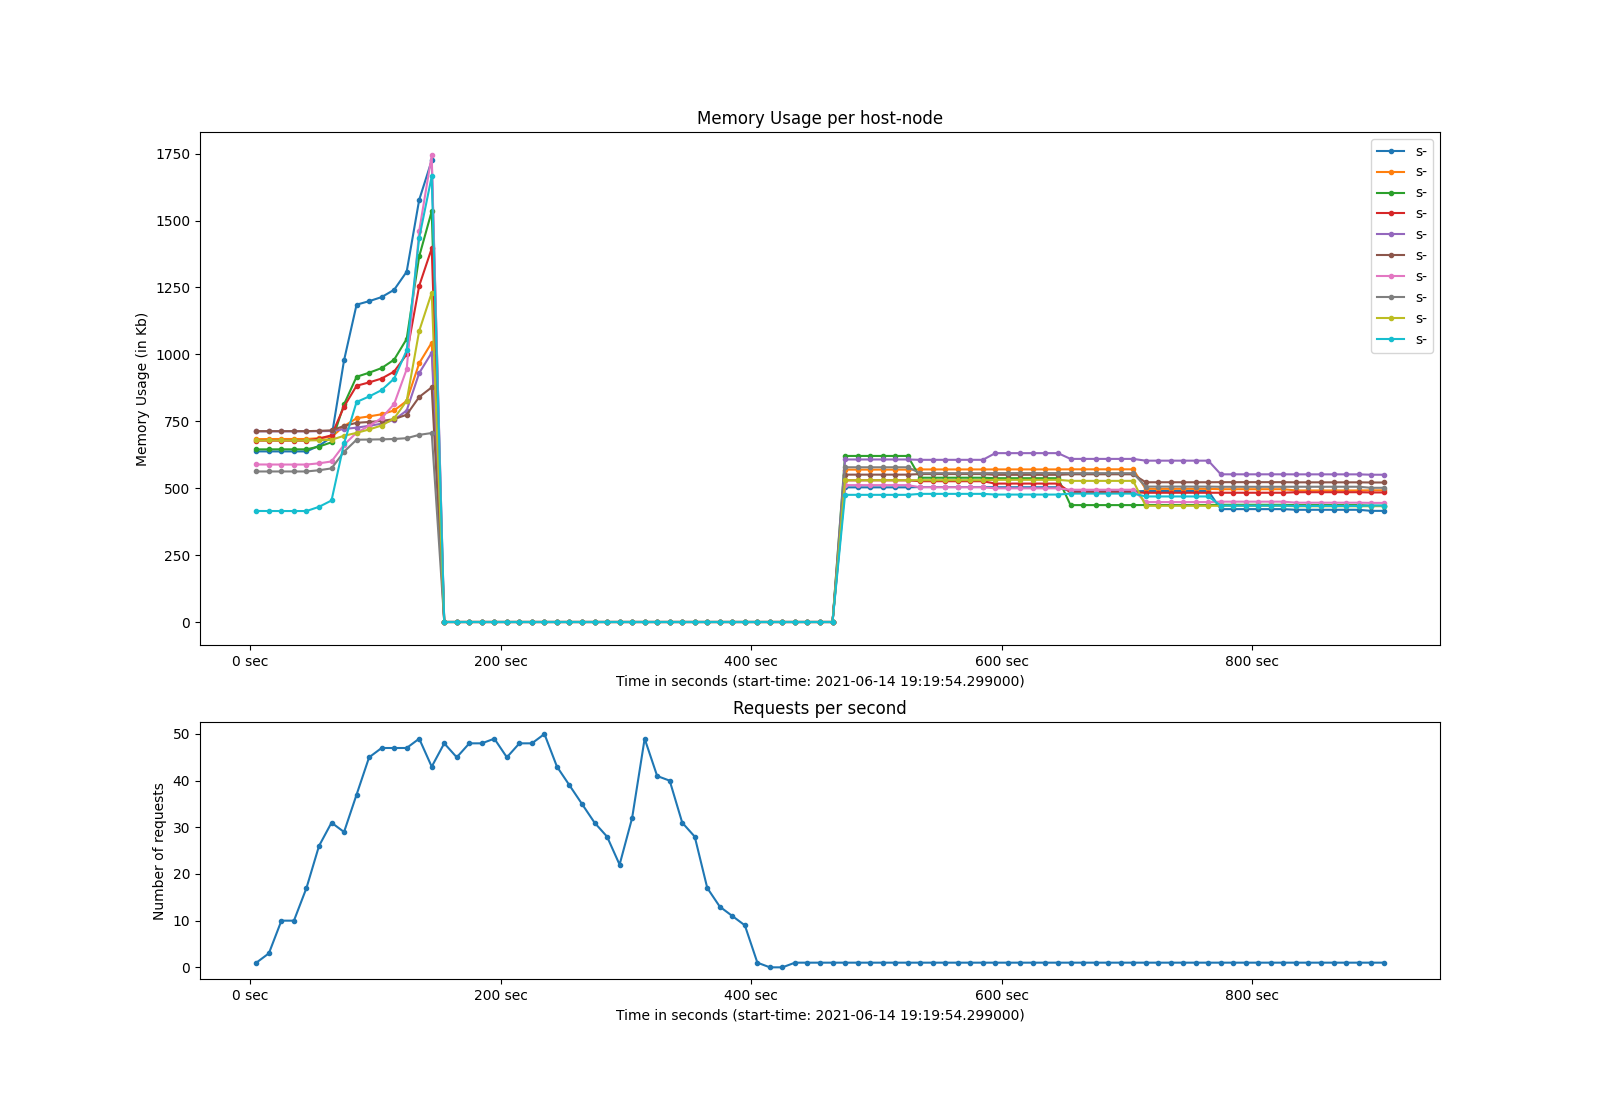 Memory Usage per host-node
Memory Usage (in Kb)
1750
1500
1250
1000
750
500
250
0
s-
s-
s-
s-
s-
s-
s-
s-
s-
s-
0 sec 200 sec 400 sec 600 sec 800 sec
Time in seconds (start-time: 2021-06-14 19:19:54.299000)
Requests per second
Number of requests
50
40
30
20
10
0
0 sec 200 sec 400 sec 600 sec 800 sec
Time in seconds (start-time: 2021-06-14 19:19:54.299000)